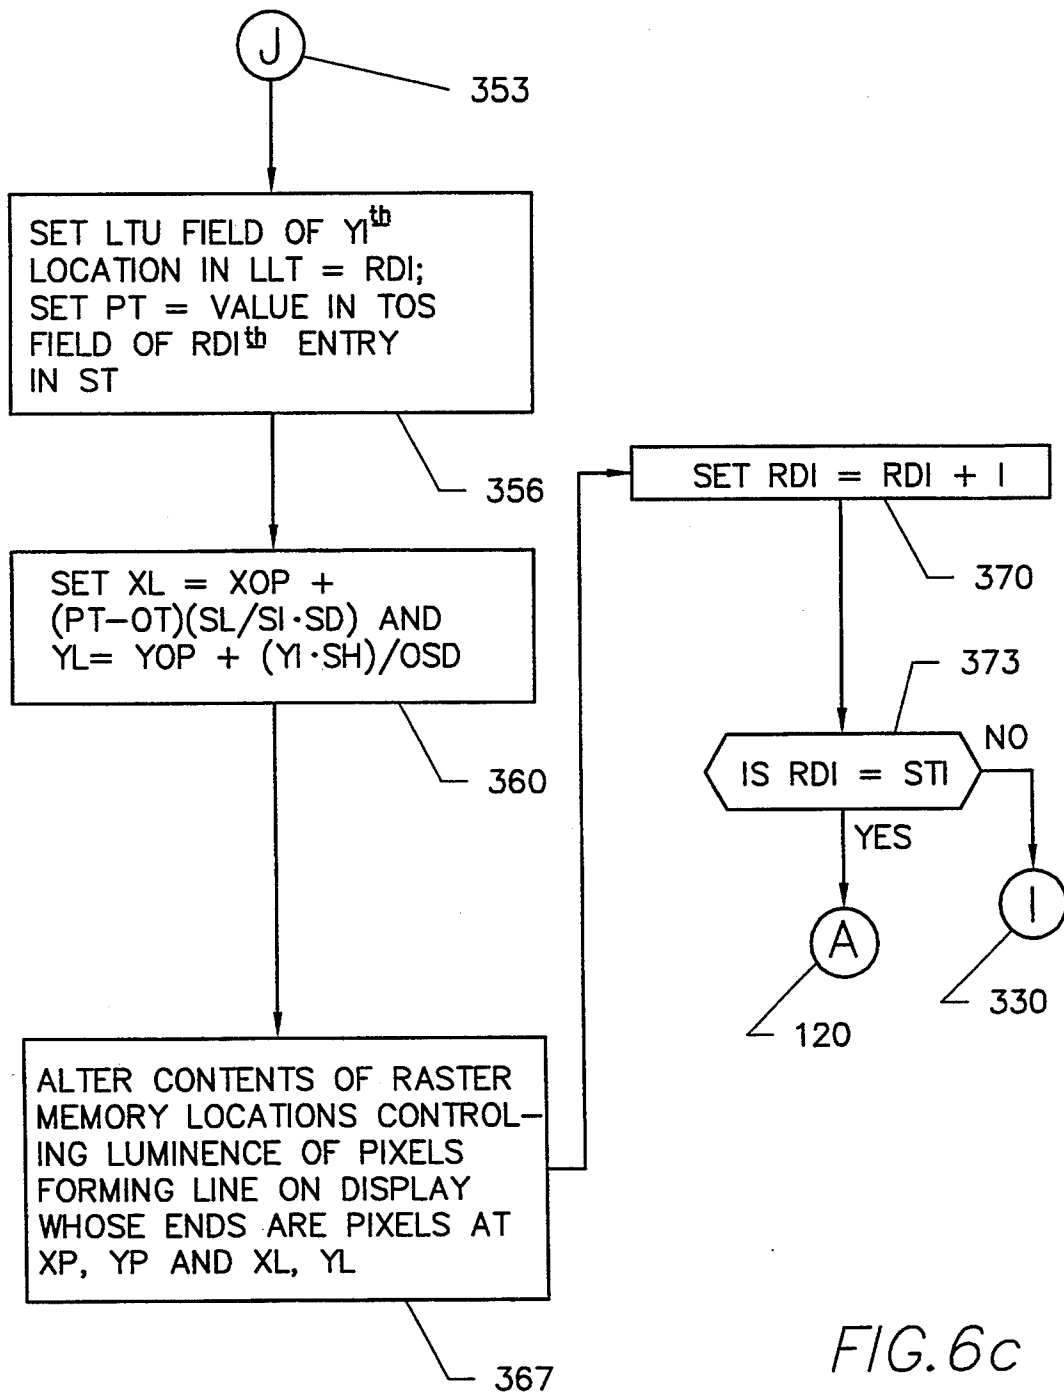 J
353
SET LTU FIELD OF YIth
LOCATION IN LLT = RDI;
SET PT = VALUE IN TOS
FIELD OF RDIth ENTRY
IN ST
356
SET XL = XOP +
(PT-OT)(SL/SI·SD) AND
YL= YOP + (YI·SH)/OSD
360
ALTER CONTENTS OF RASTER
MEMORY LOCATIONS CONTROL-
ING LUMINENCE OF PIXELS
FORMING LINE ON DISPLAY
WHOSE ENDS ARE PIXELS AT
XP, YP AND XL, YL
367
SET RDI = RDI + I
370
373
IS RDI = STI
NO
YES
I
A
330
120
FIG.6c